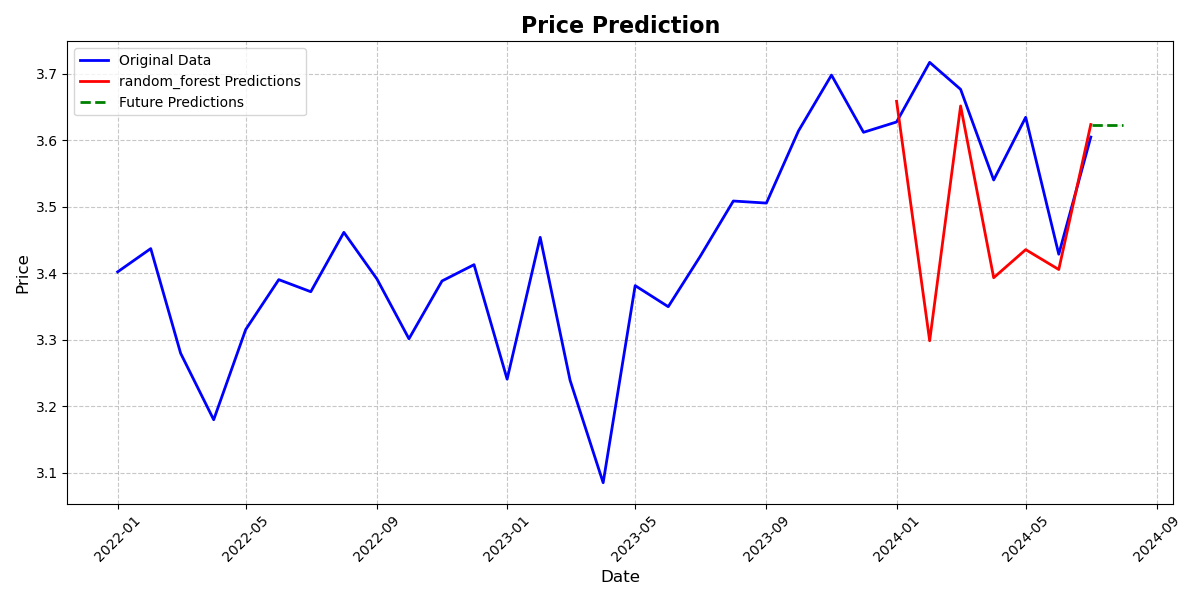 Price Prediction
Original Data
random_forest Predictions
Future Predictions
3.7
3.6
3.5
3.4
3.3
3.2
3.1
Price
2022-01
2022-05
2022-09
2023-01
2023-05
2023-09
2024-01
2024-05
2024-09
Date